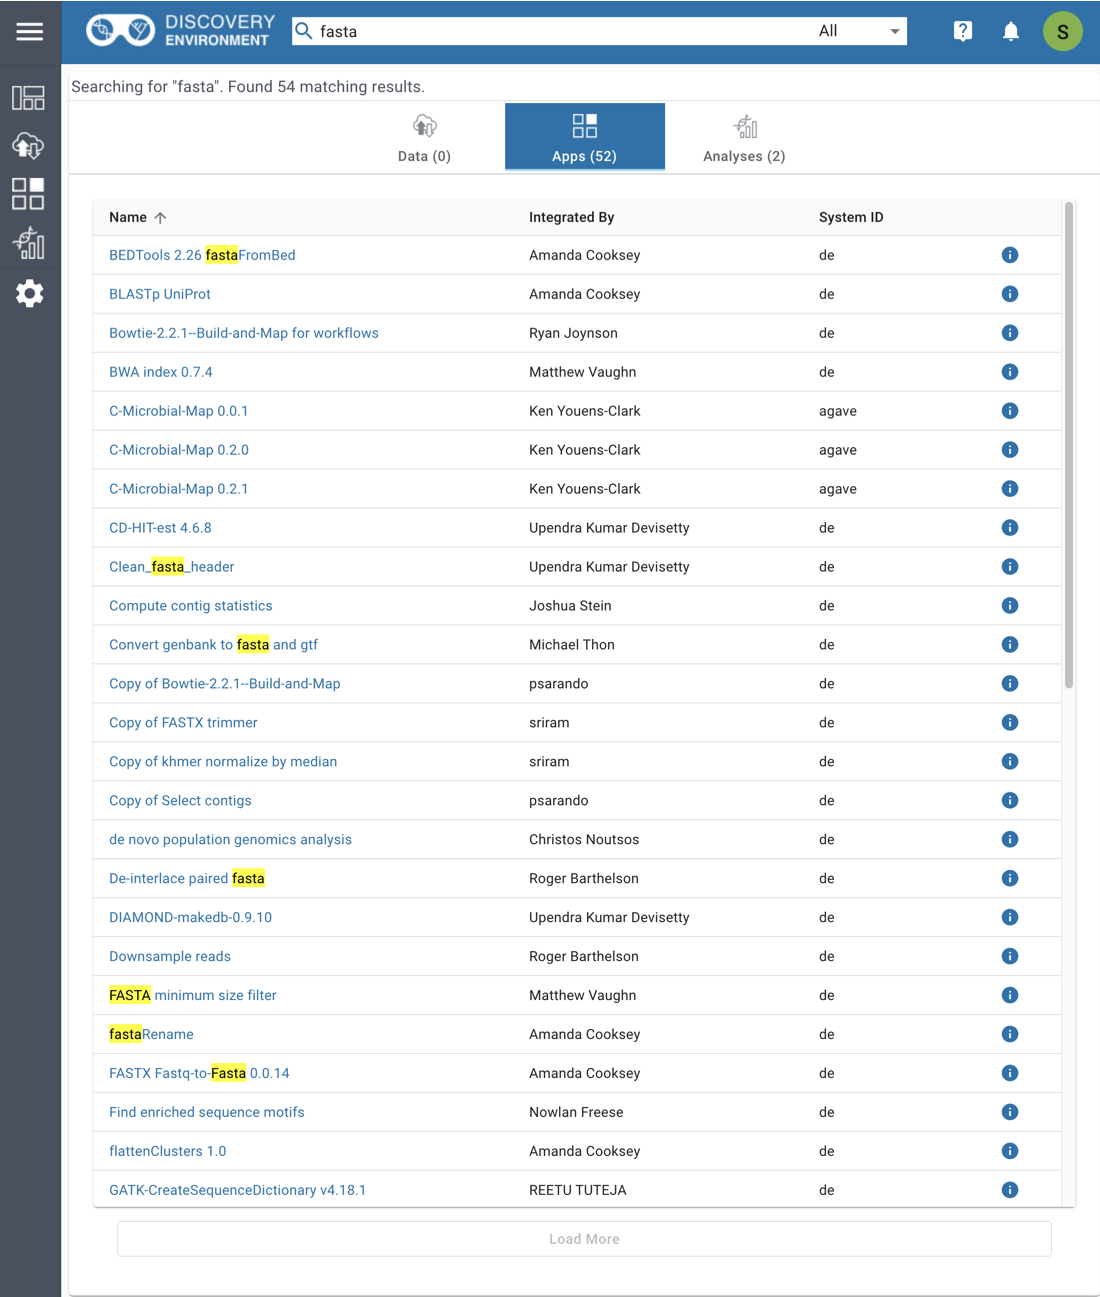 DISCOVERY
ENVIRONMENT
fasta
All
?
S
Searching for "fasta". Found 54 matching results.
Data (0)
Apps (52)
Analyses (2)
Name Integrated By System ID
BEDTools 2.26 fastaFromBed Amanda Cooksey de
BLASTp UniProt Amanda Cooksey de
Bowtie-2.2.1--Build-and-Map for workflows Ryan Joynson de
BWA index 0.7.4 Matthew Vaughn de
C-Microbial-Map 0.0.1 Ken Youens-Clark agave
C-Microbial-Map 0.2.0 Ken Youens-Clark agave
C-Microbial-Map 0.2.1 Ken Youens-Clark agave
CD-HIT-est 4.6.8 Upendra Kumar Devisetty de
Clean_fasta_header Upendra Kumar Devisetty de
Compute contig statistics Joshua Stein de
Convert genbank to fasta and gtf Michael Thon de
Copy of Bowtie-2.2.1--Build-and-Map psarando de
Copy of FASTX trimmer sriram de
Copy of khmer normalize by median sriram de
Copy of Select contigs psarando de
de novo population genomics analysis Christos Noutsos de
De-interlace paired fasta Roger Barthelson de
DIAMOND-makedb-0.9.10 Upendra Kumar Devisetty de
Downsample reads Roger Barthelson de
FASTA minimum size filter Matthew Vaughn de
fastaRename Amanda Cooksey de
FASTX Fastq-to-Fasta 0.0.14 Amanda Cooksey de
Find enriched sequence motifs Nowlan Freese de
flattenClusters 1.0 Amanda Cooksey de
GATK-CreateSequenceDictionary v4.18.1 REETU TUTEJA de
Load More